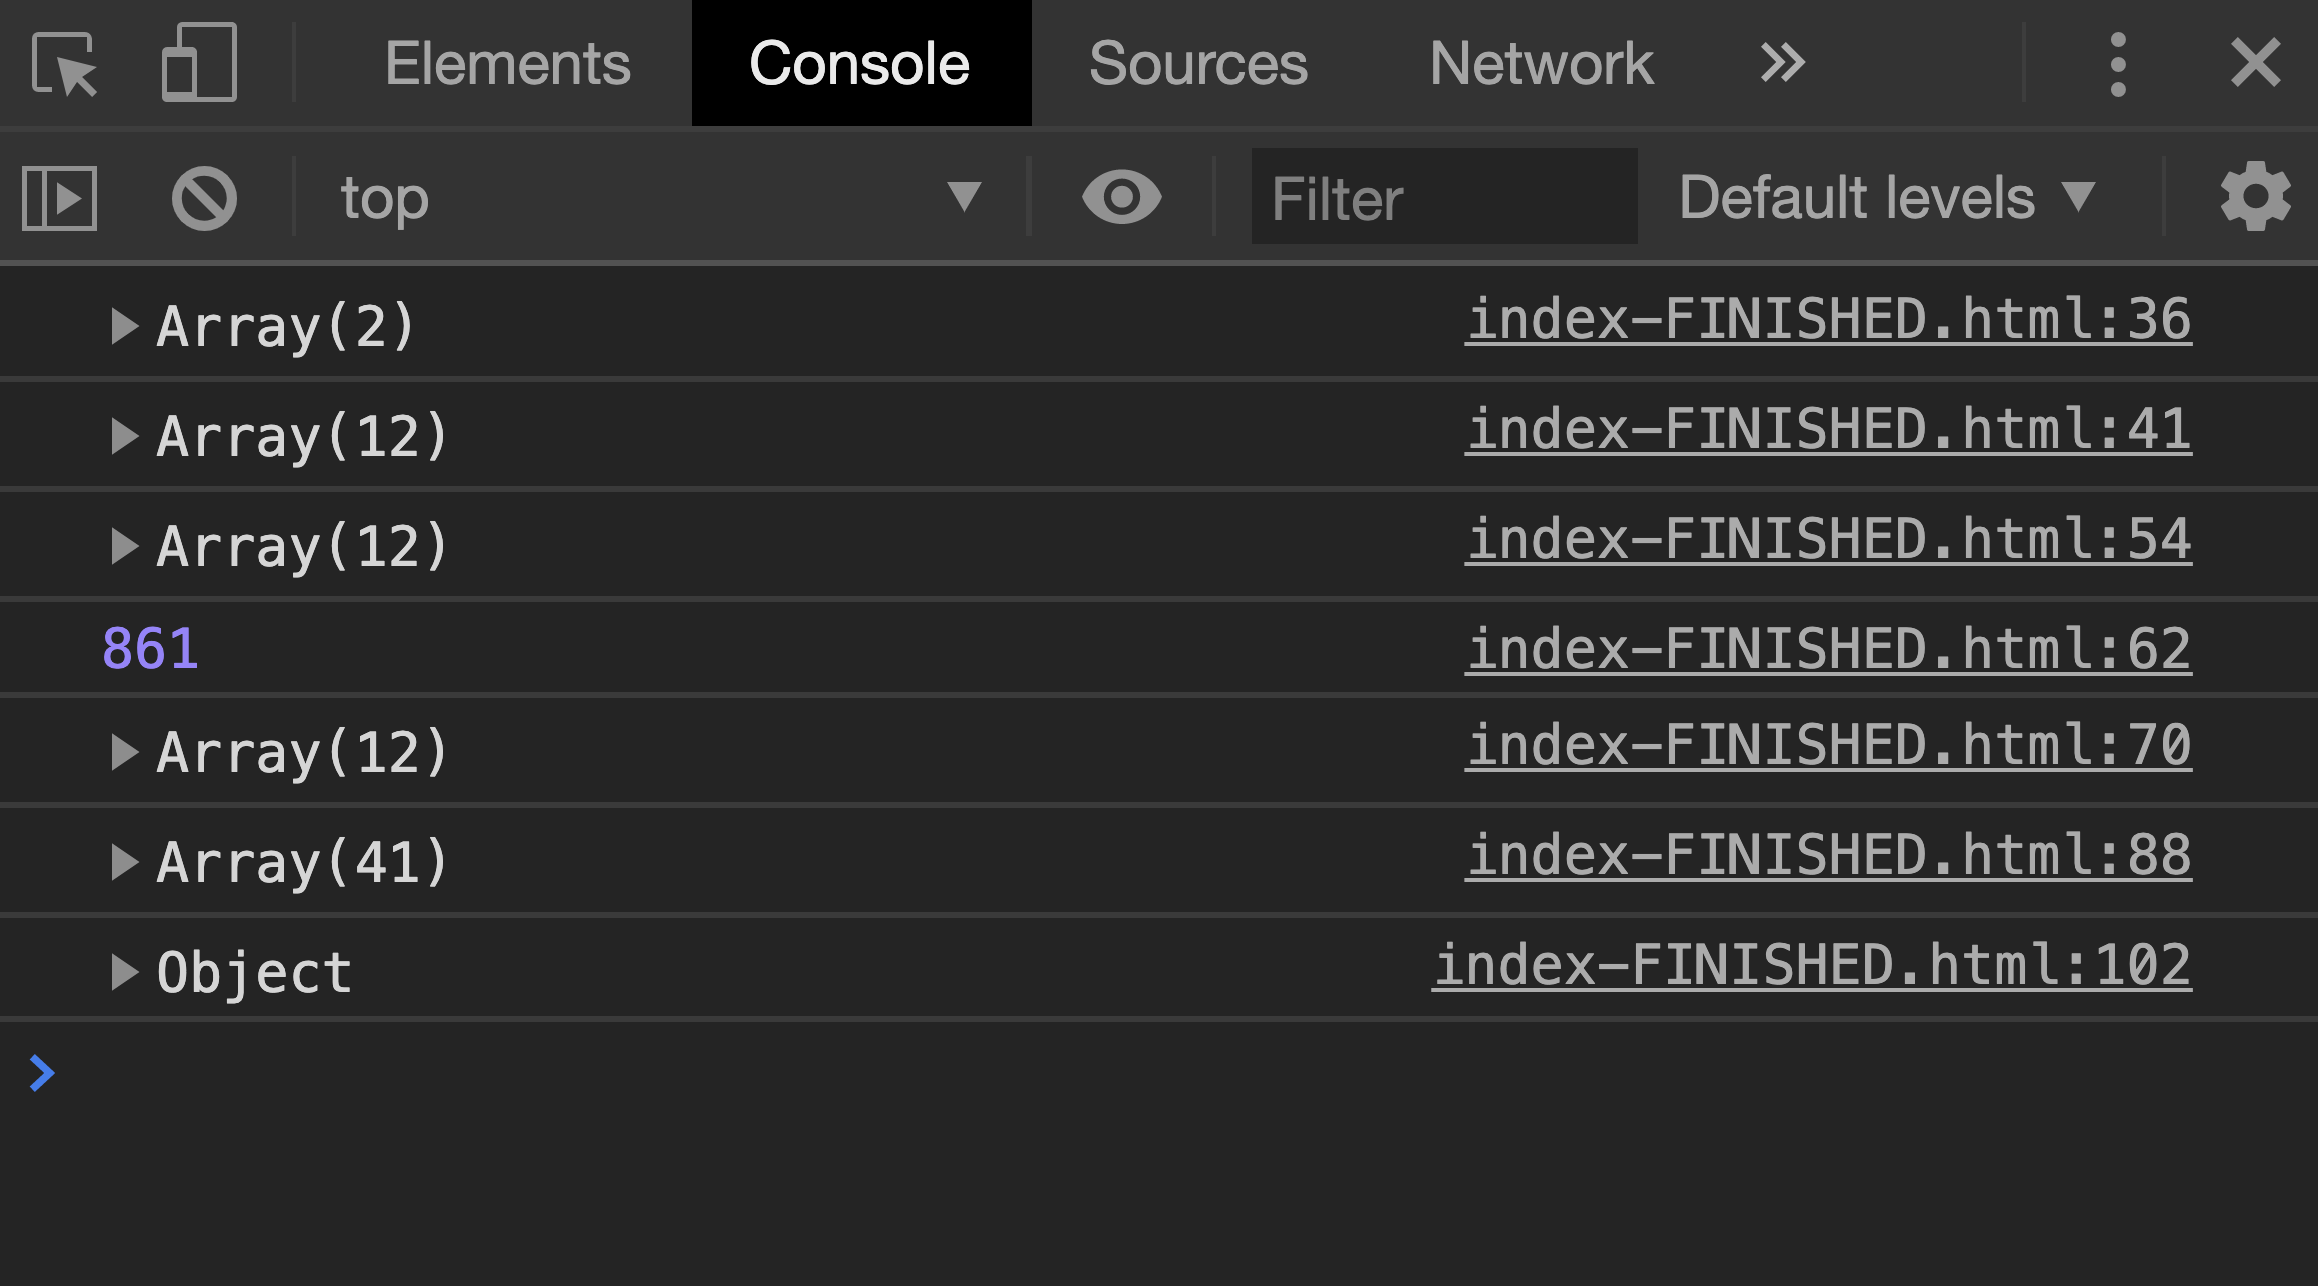 Elements Console Sources Network
top Filter Default levels
Array(2) index-FINISHED.html:36
Array(12) index-FINISHED.html:41
Array(12) index-FINISHED.html:54
861 index-FINISHED.html:62
Array(12) index-FINISHED.html:70
Array(41) index-FINISHED.html:88
Object index-FINISHED.html:102